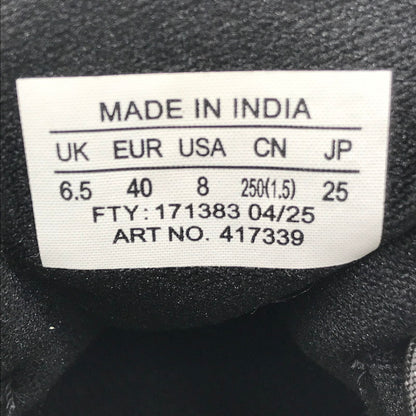 MADE IN INDIA
UK EUR USA CN JP
6.5 40 8 250(1.5) 25
FTY: 171383 04/25
ART NO. 417339